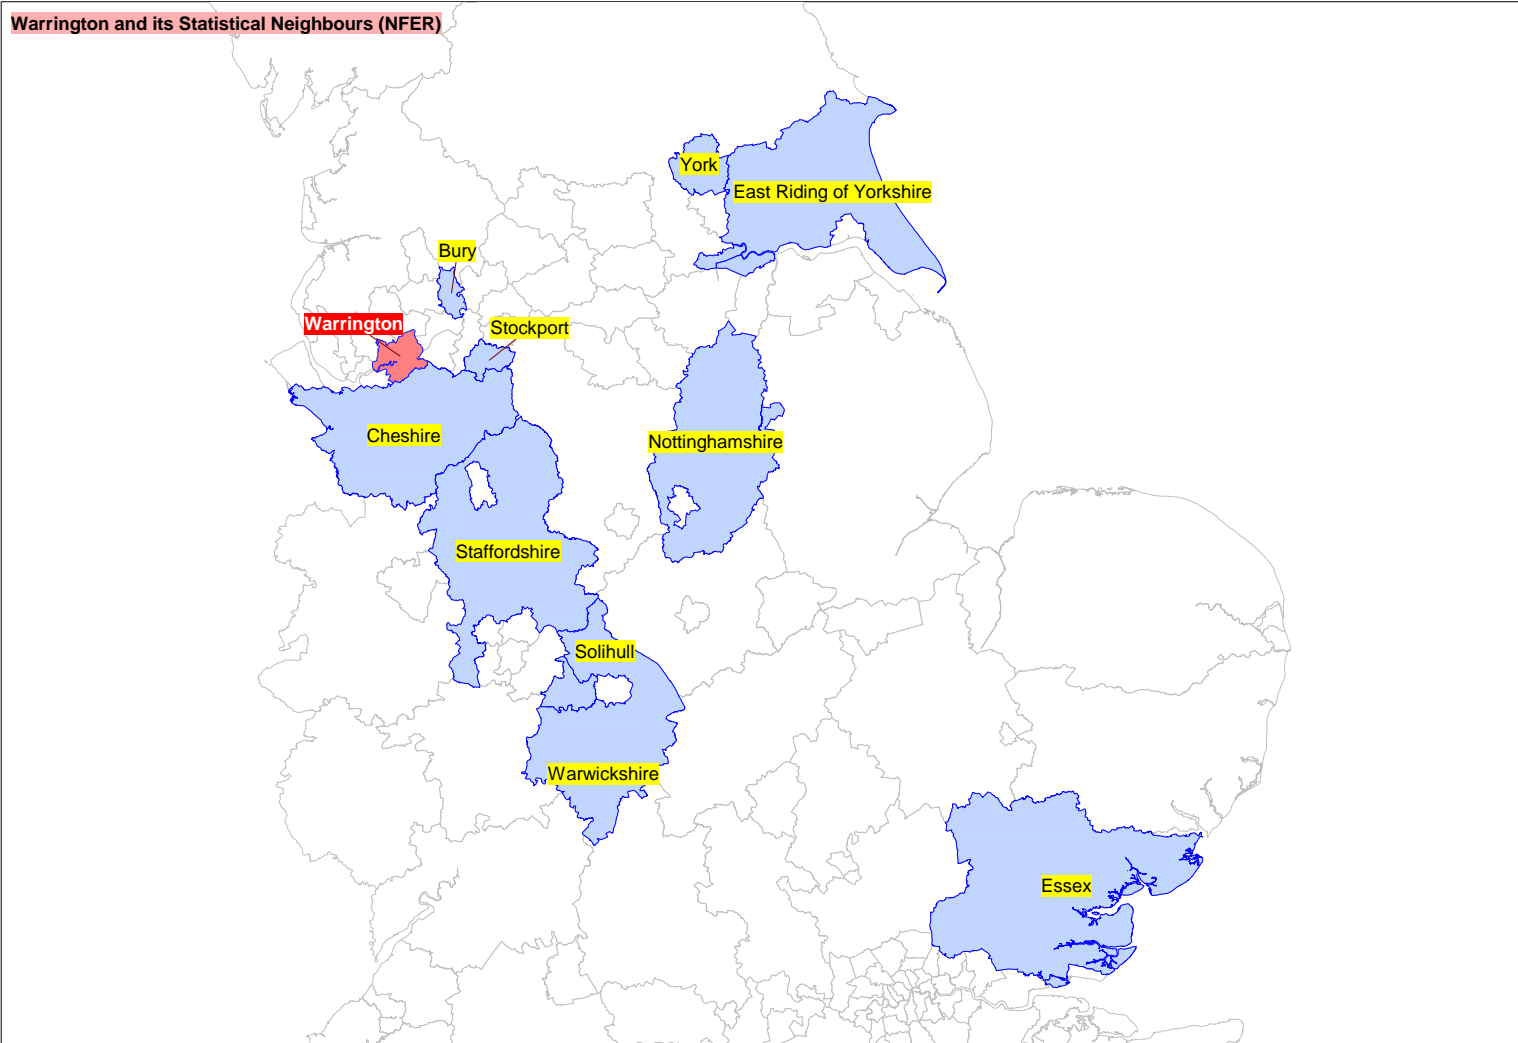 Warrington and its Statistical Neighbours (NFER)
York
East Riding of Yorkshire
Bury
Warrington
Stockport
Cheshire
Nottinghamshire
Staffordshire
Solihull
Warwickshire
Essex